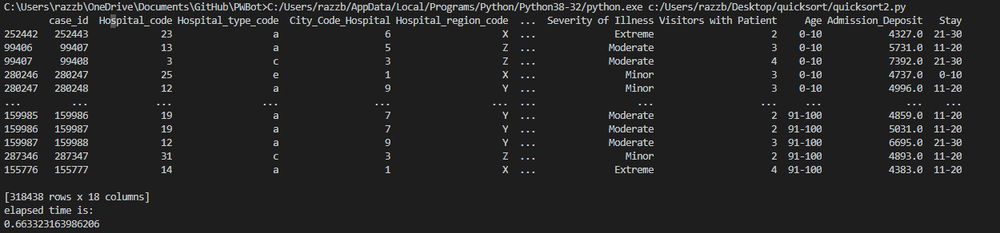 C:\Users\razzb\OneDrive\Documents\GitHub\PWBot>C:/Users/razzb/AppData/Local/Programs/Python/Python38-32/python.exe c:/Users/razzb/Desktop/quicksort/quicksort2.py
case_id Hospital_code Hospital_type_code City_Code_Hospital Hospital_region_code ... Severity of Illness Visitors with Patient Age Admission_Deposit Stay
252442 252443 23 a 6 X ... Extreme 2 0-10 4327.0 21-30
99406 99407 13 a 5 Z ... Moderate 3 0-10 5731.0 11-20
99407 99408 3 c 3 Z ... Moderate 4 0-10 7392.0 21-30
280246 280247 25 e 1 X ... Minor 3 0-10 4737.0 0-10
280247 280248 12 a 9 Y ... Minor 3 0-10 4996.0 11-20
... ... ... ... ... ... ... ... ... ... ... ...
159985 159986 19 a 7 Y ... Moderate 2 91-100 4859.0 11-20
159986 159987 19 a 7 Y ... Moderate 2 91-100 5031.0 11-20
159987 159988 12 a 9 Y ... Moderate 3 91-100 6695.0 21-30
287346 287347 31 c 3 Z ... Minor 2 91-100 4893.0 11-20
155776 155777 14 a 1 X ... Extreme 4 91-100 4383.0 11-20
[318438 rows x 18 columns]
elapsed time is:
0.663323163986206